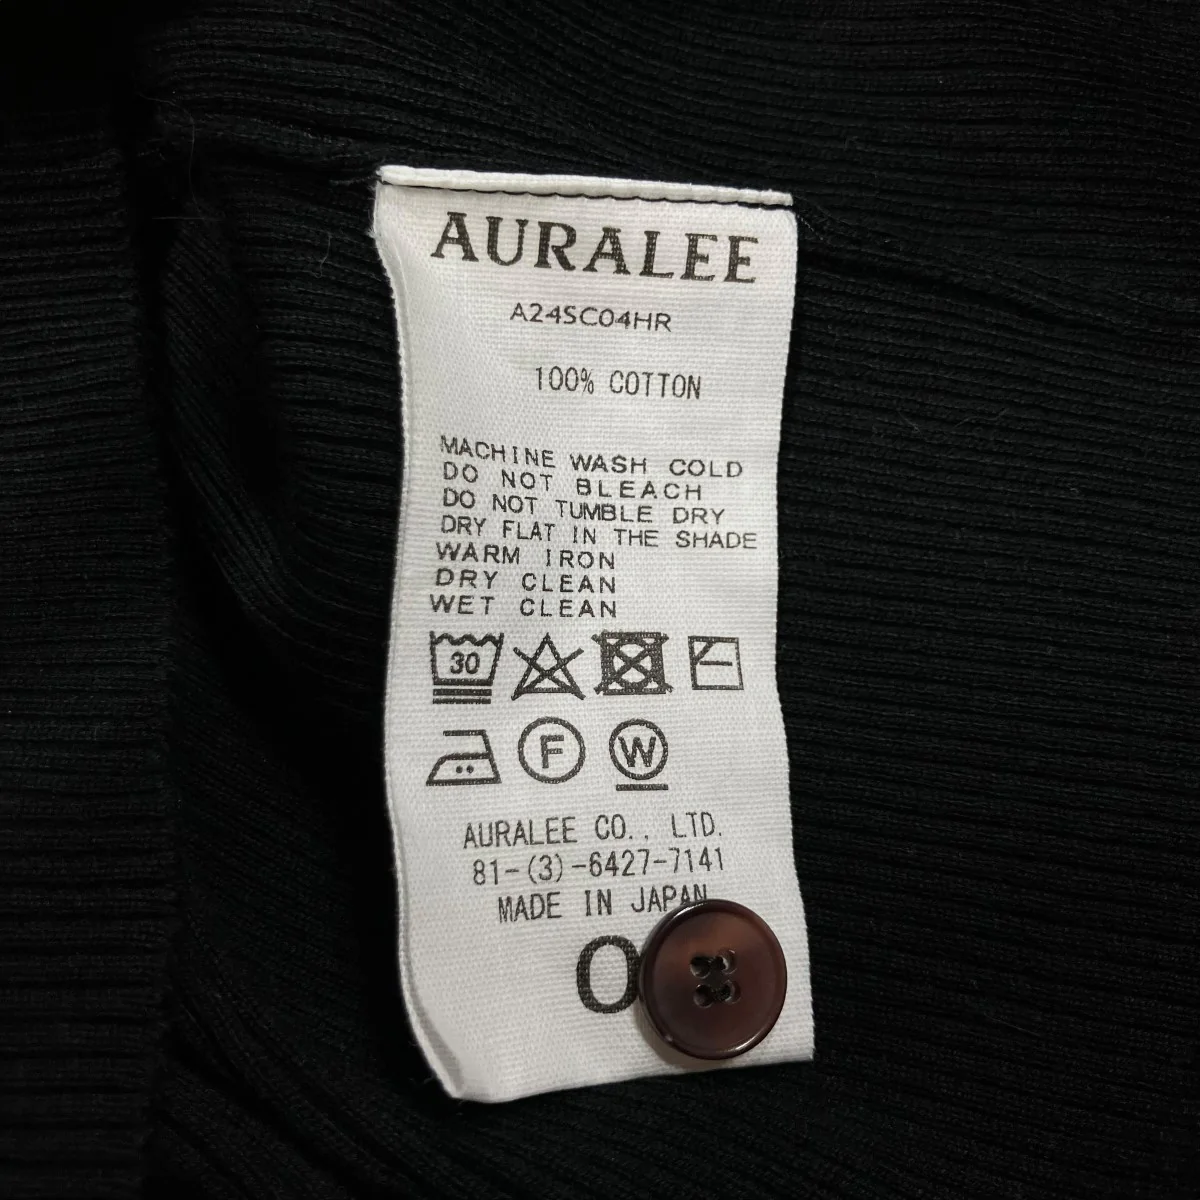 AURALEE
A24SC04HR
100% COTTON
MACHINE WASH COLD
DO NOT BLEACH
DO NOT TUMBLE DRY
DRY FLAT IN THE SHADE
WARM IRON
DRY CLEAN
WET CLEAN
30
F W
AURALEE CO., LTD.
81-(3)-6427-7141
MADE IN JAPAN
0